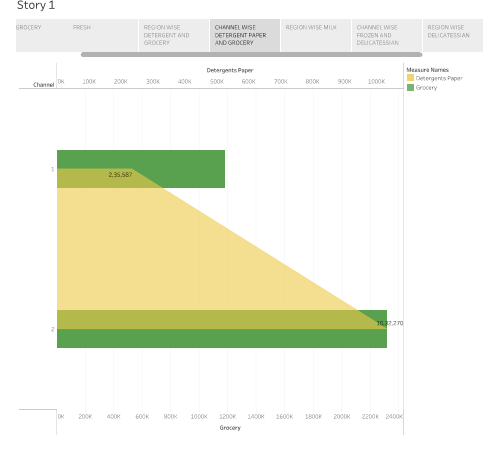 Story 1
GROCERY
FRESH
REGION WISE
DETERGENT AND
GROCERY
CHANNEL WISE
DETERGENT PAPER
AND GROCERY
REGION WISE MILK
CHANNEL WISE
FROZEN AND
DELICATESSIAN
REGION WISE
DELICATESSIAN
Detergents Paper
Channel
0K 100K 200K 300K 400K 500K 600K 700K 800K 900K 1000K
Measure Names
Detergents Paper
Grocery
1
2,35,587
2
10,32,270
0K 200K 400K 600K 800K 1000K 1200K 1400K 1600K 1800K 2000K 2200K 2400K
Grocery